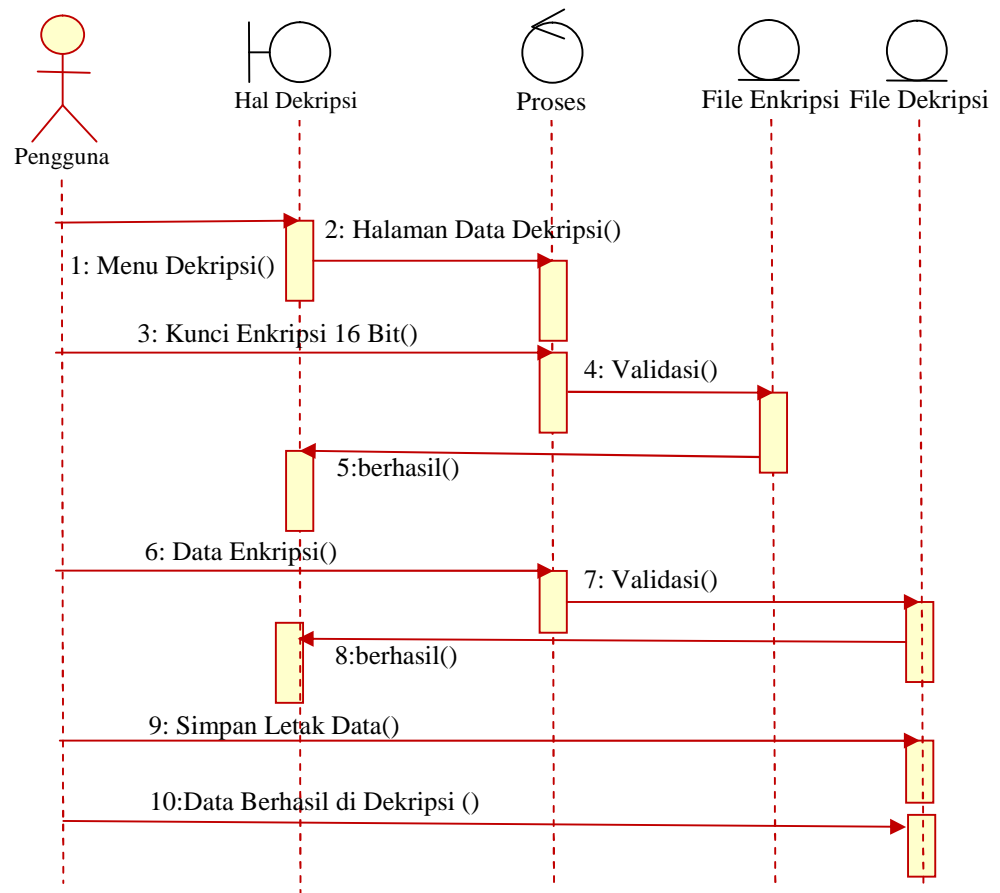 Hal Dekripsi
Proses
File Enkripsi
File Dekripsi
Pengguna
2: Halaman Data Dekripsi()
1: Menu Dekripsi()
3: Kunci Enkripsi 16 Bit()
4: Validasi()
5:berhasil()
6: Data Enkripsi()
7: Validasi()
8:berhasil()
9: Simpan Letak Data()
10:Data Berhasil di Dekripsi ()